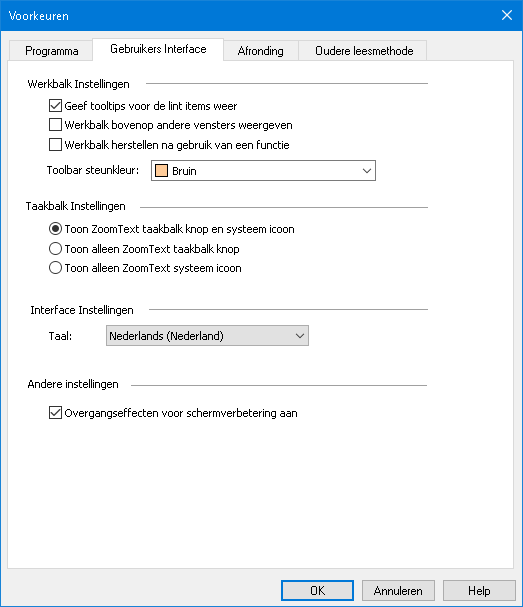 Voorkeuren
Programma
Gebruikers Interface
Afronding
Oudere leesmethode
Werkbalk Instellingen
Geef tooltips voor de lint items weer
Werkbalk bovenop andere vensters weergeven
Werkbalk herstellen na gebruik van een functie
Toolbar steunkleur: Bruin
Taakbalk Instellingen
Toon ZoomText taakbalk knop en systeem icoon
Toon alleen ZoomText taakbalk knop
Toon alleen ZoomText systeem icoon
Interface Instellingen
Taal: Nederlands (Nederland)
Andere instellingen
Overgangseffecten voor schermverbetering aan
OK Annuleren Help